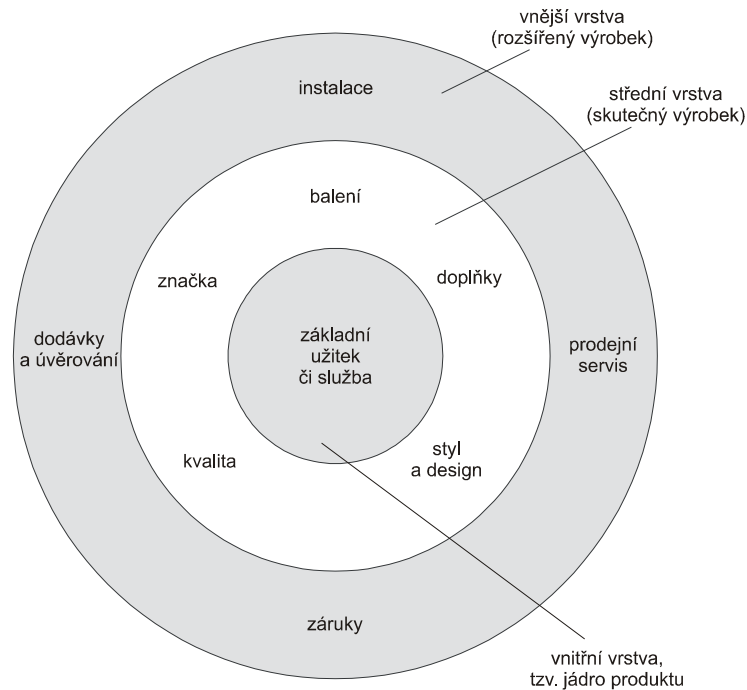 vnější vrstva
(rozšířený výrobek)
instalace
střední vrstva
(skutečný výrobek)
balení
značka
doplňky
základní
užitek
či služba
dodávky
a úvěrování
prodejní
servis
kvalita
styl
a design
záruky
vnitřní vrstva,
tzv. jádro produktu